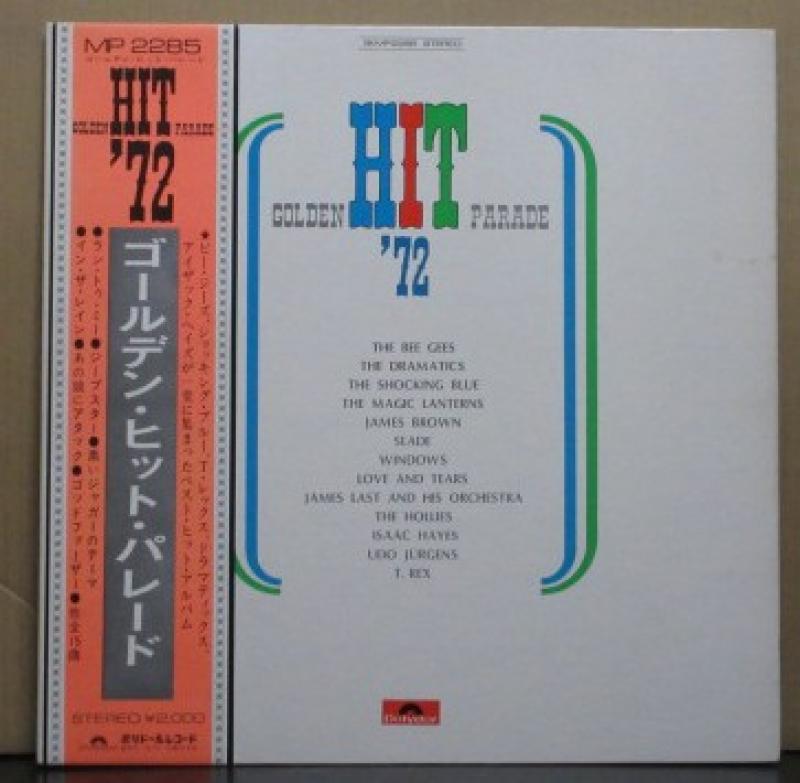 MP 2285
HIT
GOLDEN PARADE
'72
★ビー・ジーズ、ショッキング・ブルー、T・レックス、ドラマティックス、
アイザック・ヘイズが一堂に集まったベスト・ヒット・アルバム
ゴールデン・ヒット・パレード
●ラン・トゥ・ミー●ジープスター●黒いジャガーのテーマ
●イン・ザ・レイン●あの娘にアタック●ゴッドファーザー●他全15曲
STEREO ¥2,000
ポリドールレコード
STEREO
HIT
GOLDEN PARADE
'72
THE BEE GEES
THE DRAMATICS
THE SHOCKING BLUE
THE MAGIC LANTERNS
JAMES BROWN
SLADE
WINDOWS
LOVE AND TEARS
JAMES LAST AND HIS ORCHESTRA
THE HOLLIES
ISAAC HAYES
UDO JÜRGENS
T. REX
Polydor